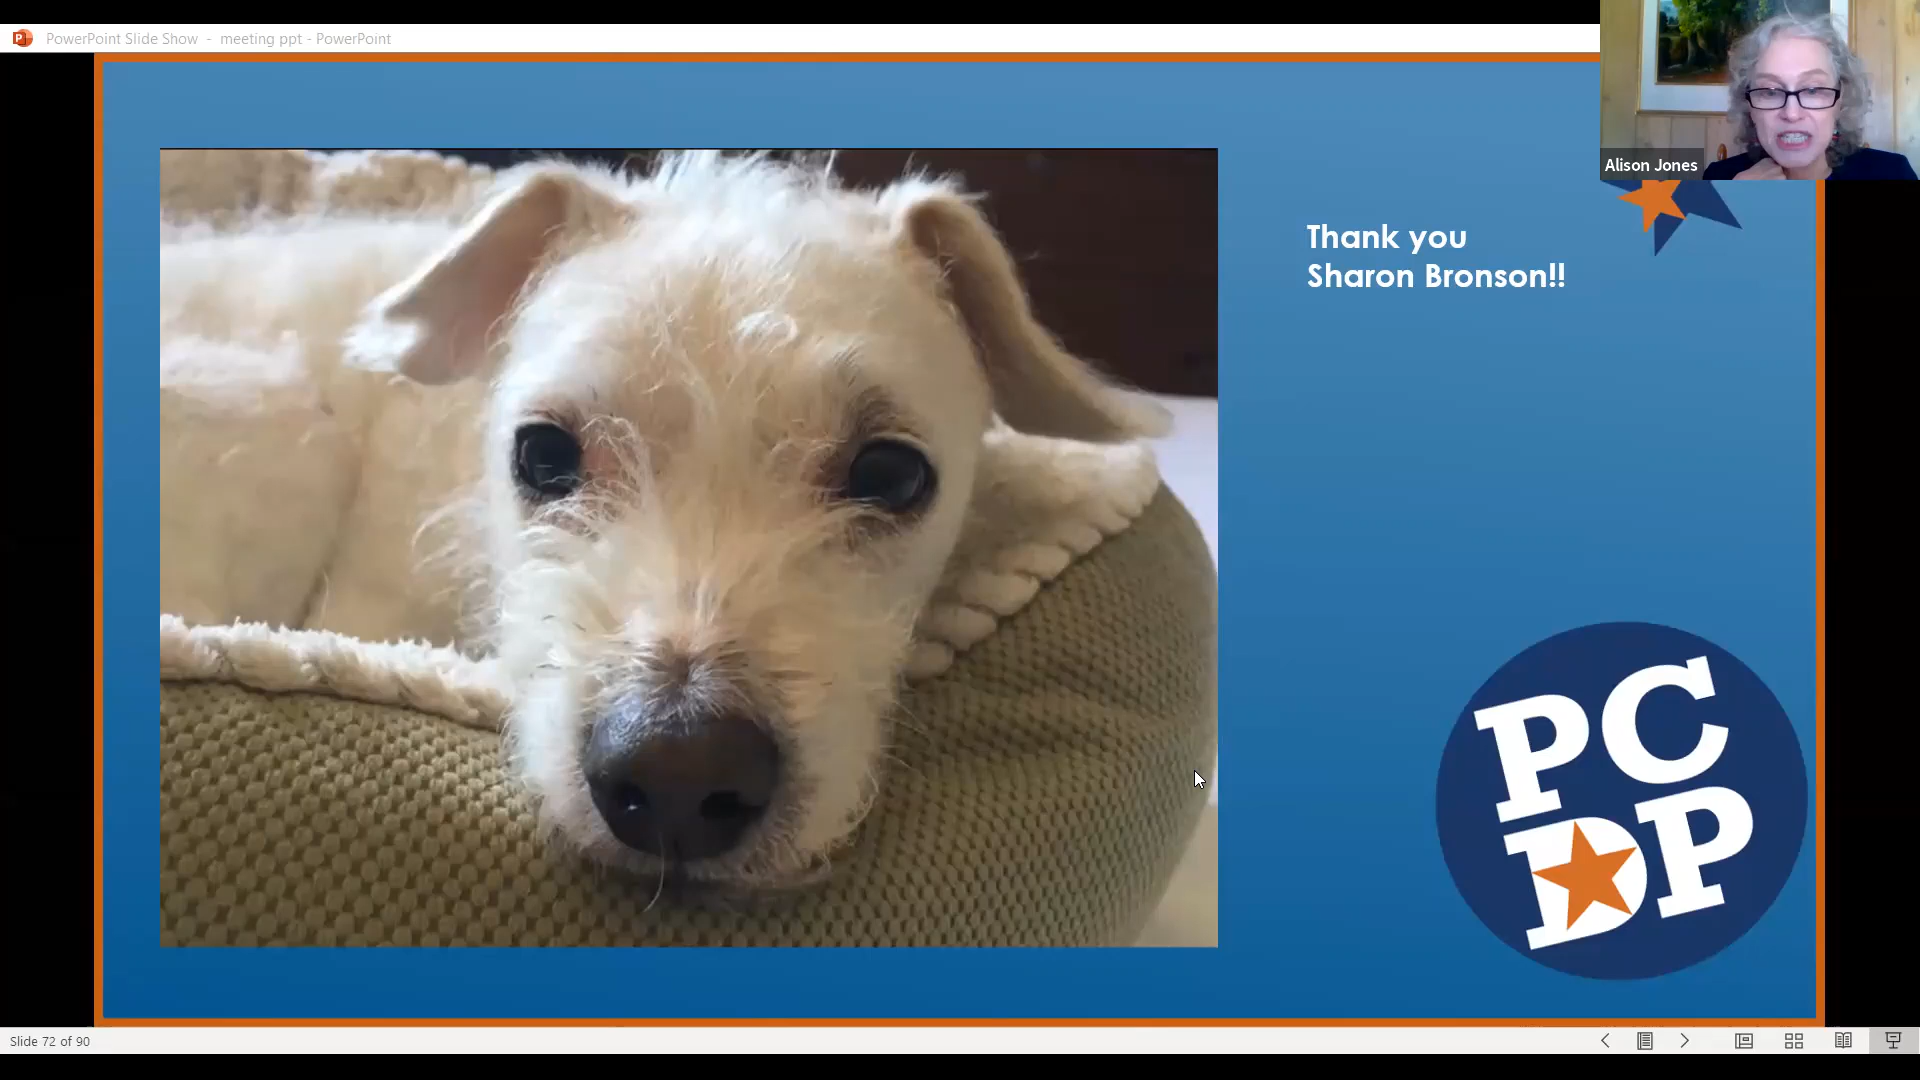 PowerPoint Slide Show - meeting ppt - PowerPoint
Alison Jones
Thank you
Sharon Bronson!!
PC
DP
Slide 72 of 90